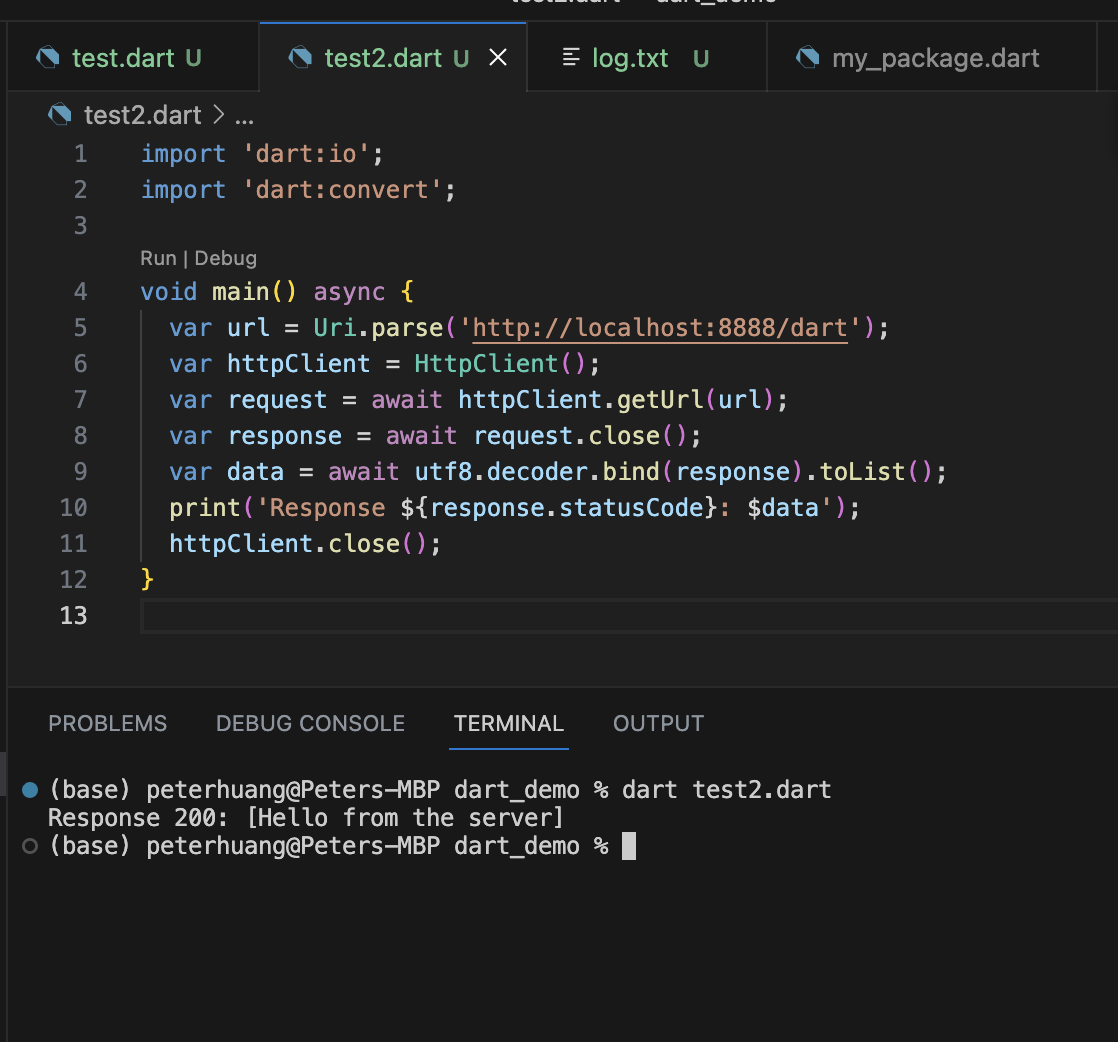 test.dart U test2.dart U log.txt U my_package.dart
test2.dart > ...
1 import 'dart:io';
2 import 'dart:convert';
3
Run | Debug
4 void main() async {
5 var url = Uri.parse('http://localhost:8888/dart');
6 var httpClient = HttpClient();
7 var request = await httpClient.getUrl(url);
8 var response = await request.close();
9 var data = await utf8.decoder.bind(response).toList();
10 print('Response ${response.statusCode}: $data');
11 httpClient.close();
12 }
13
PROBLEMS DEBUG CONSOLE TERMINAL OUTPUT
(base) peterhuang@Peters-MBP dart_demo % dart test2.dart
Response 200: [Hello from the server]
(base) peterhuang@Peters-MBP dart_demo %